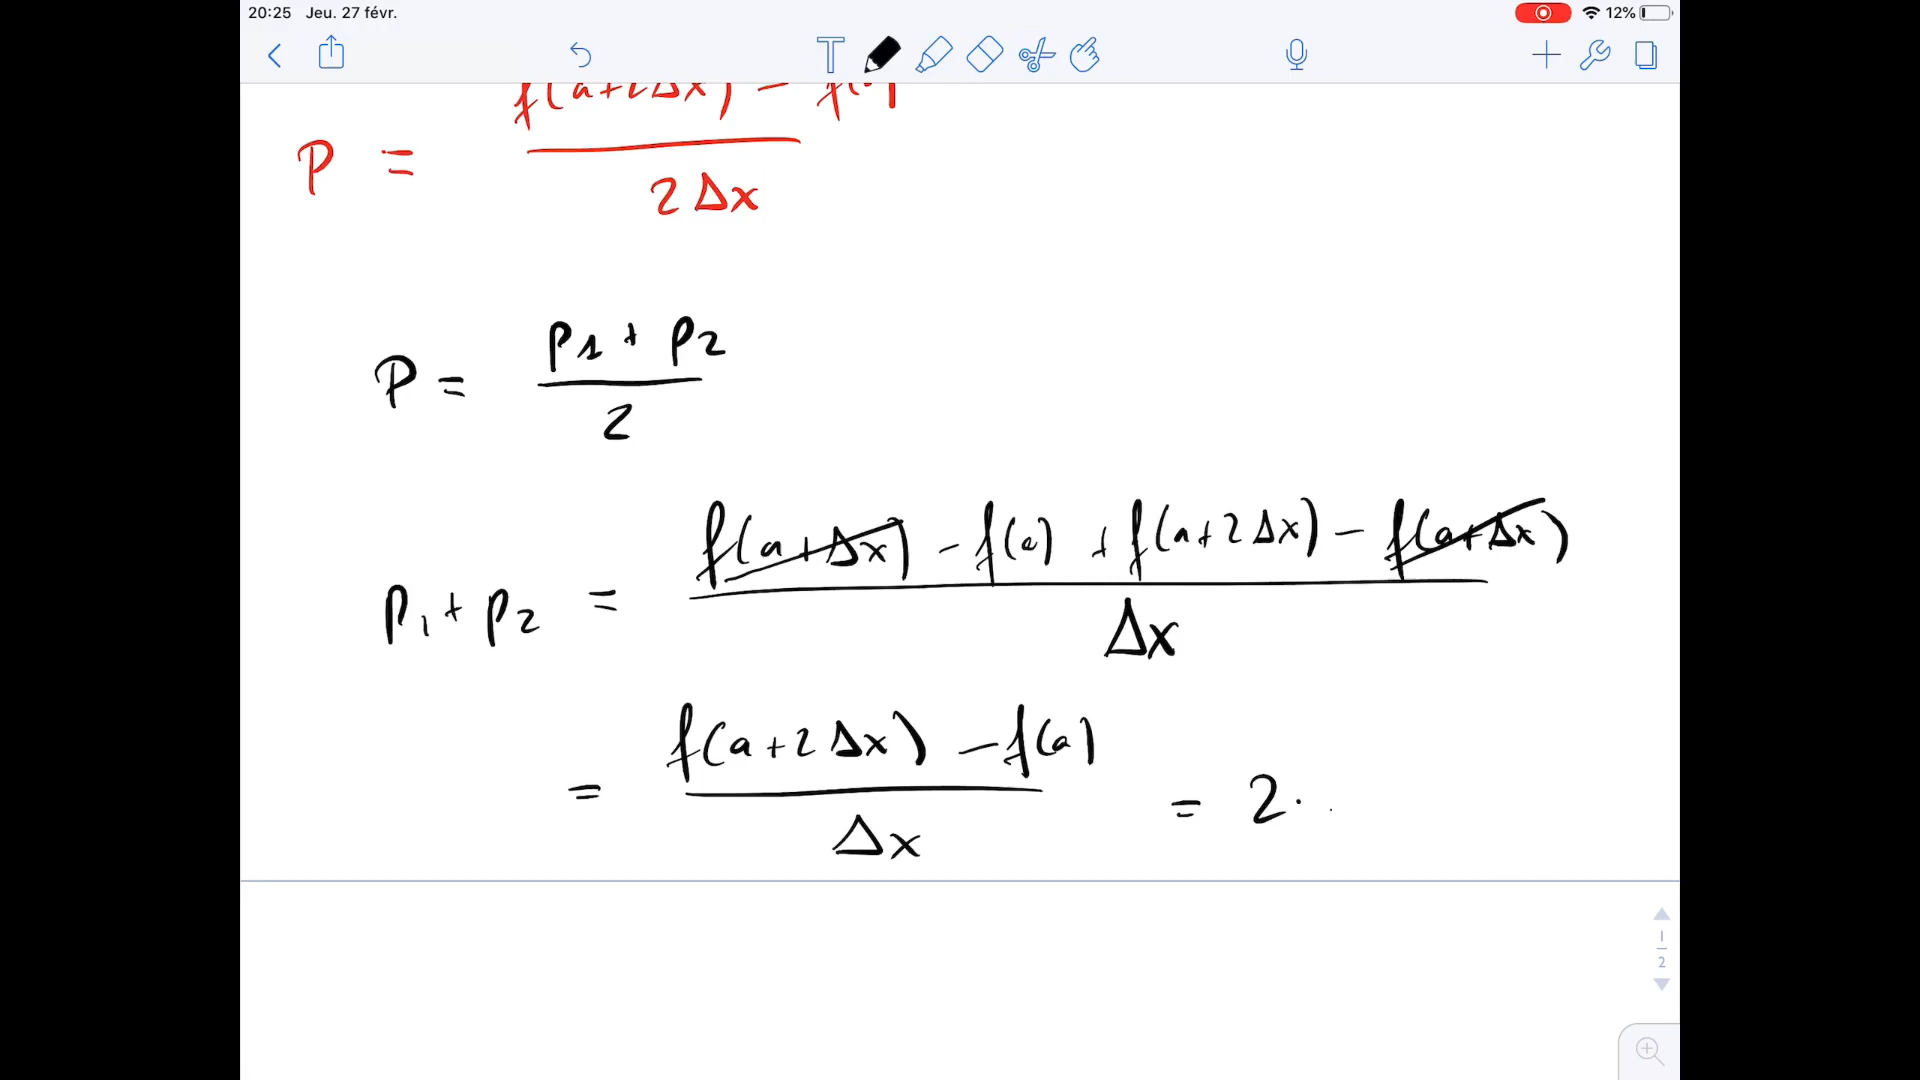 20:25 Jeu. 27 févr. 12%
f(a+2Δx) - f(a)
P =
2Δx
p1 + p2
P =
2
f(a+Δx) - f(a) + f(a+2Δx) - f(a+Δx)
p1 + p2 =
Δx
f(a+2Δx) - f(a)
= = 2.
Δx
1
2